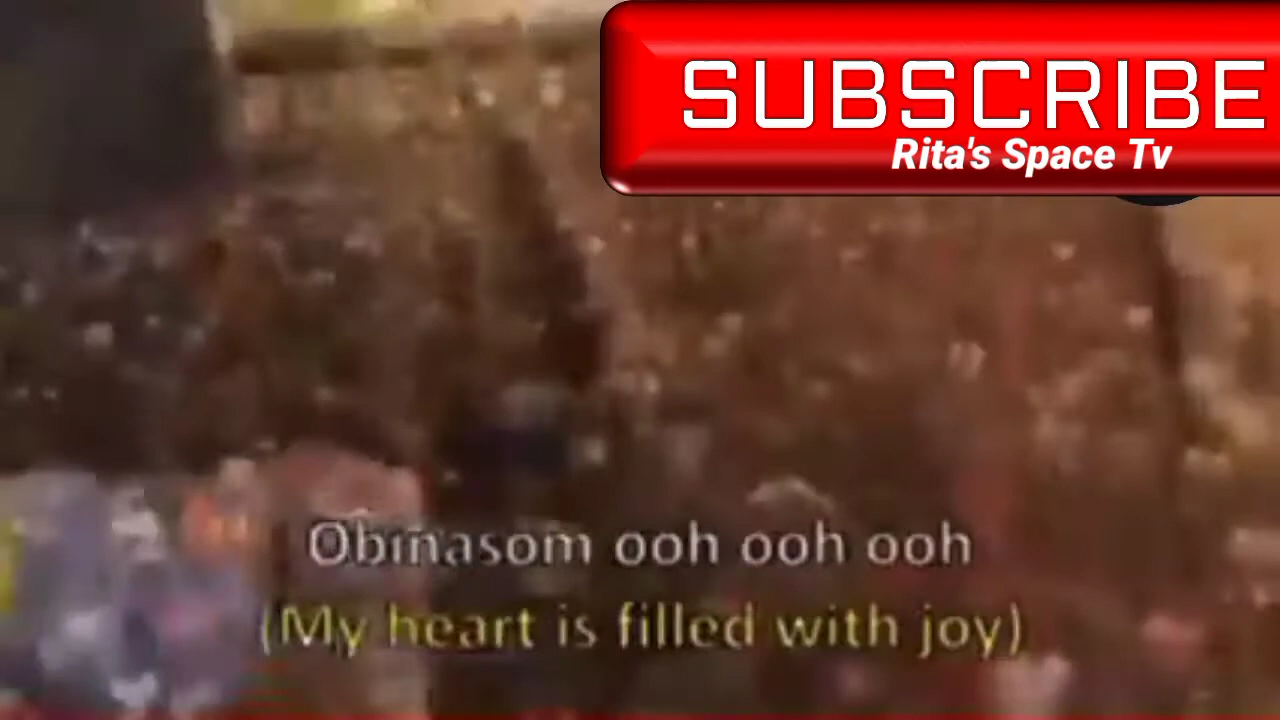 SUBSCRIBE
Rita's Space Tv
Obinasom ooh ooh ooh
(My heart is filled with joy)